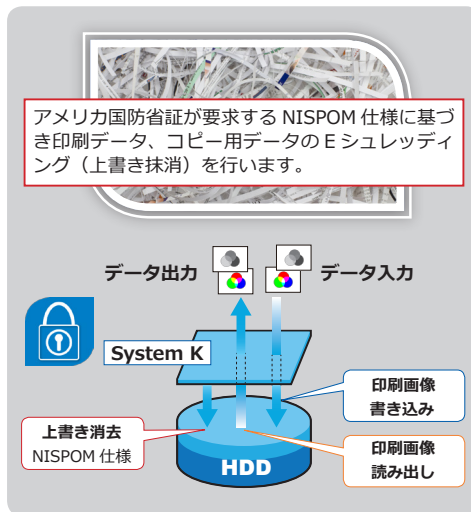 アメリカ国防省証が要求する NISPOM 仕様に基づ
き印刷データ、コピー用データの E シュレッディ
ング（上書き抹消）を行います。
データ出力
データ入力
System K
印刷画像
書き込み
上書き消去
NISPOM 仕様
印刷画像
読み出し
HDD